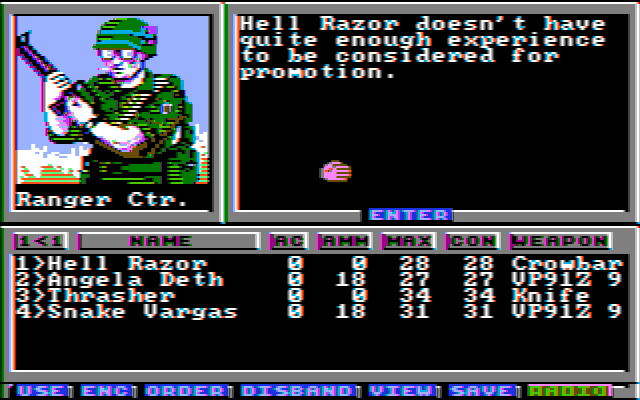 Hell Razor doesn't have
quite enough experience
to be considered for
promotion.
Ranger Ctr.
ENTER
1<1 NAME AC AMM MAX CON WEAPON
1>Hell Razor 0 0 28 28 Crowbar
2>Angela Deth 0 18 27 27 VP91Z 9
3>Thrasher 0 0 34 34 Knife
4>Snake Vargas 0 18 31 31 VP91Z 9
USE ENC ORDER DISBAND VIEW SAVE RADIO